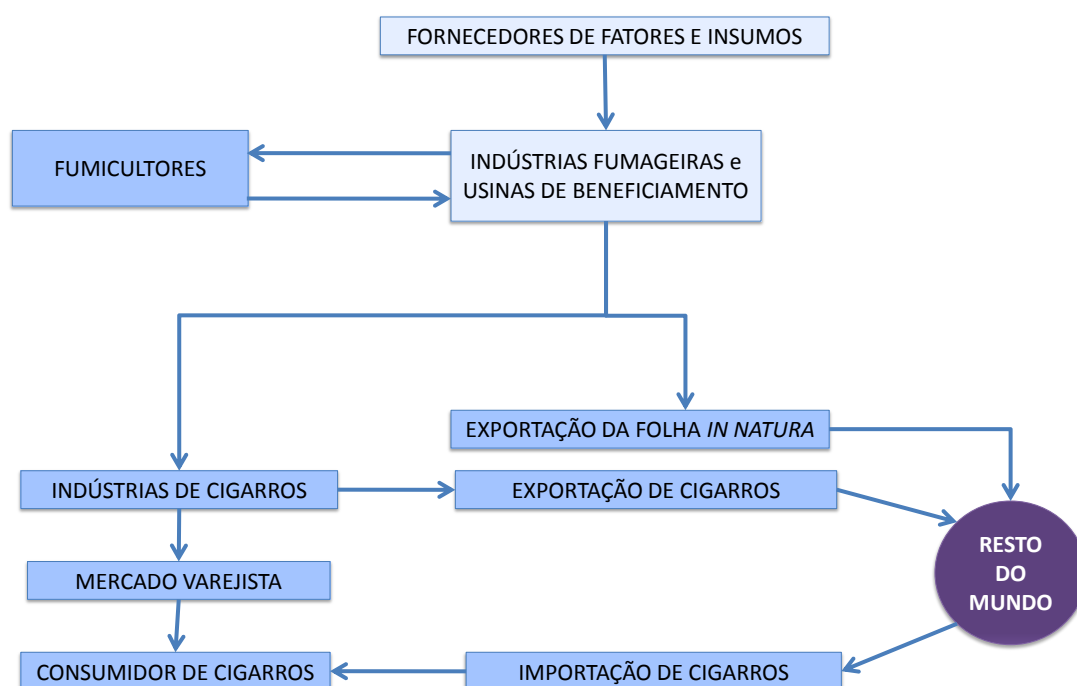 FORNECEDORES DE FATORES E INSUMOS
FUMICULTORES
INDÚSTRIAS FUMAGEIRAS e
USINAS DE BENEFICIAMENTO
EXPORTAÇÃO DA FOLHA IN NATURA
INDÚSTRIAS DE CIGARROS
EXPORTAÇÃO DE CIGARROS
RESTO
DO
MUNDO
MERCADO VAREJISTA
CONSUMIDOR DE CIGARROS
IMPORTAÇÃO DE CIGARROS